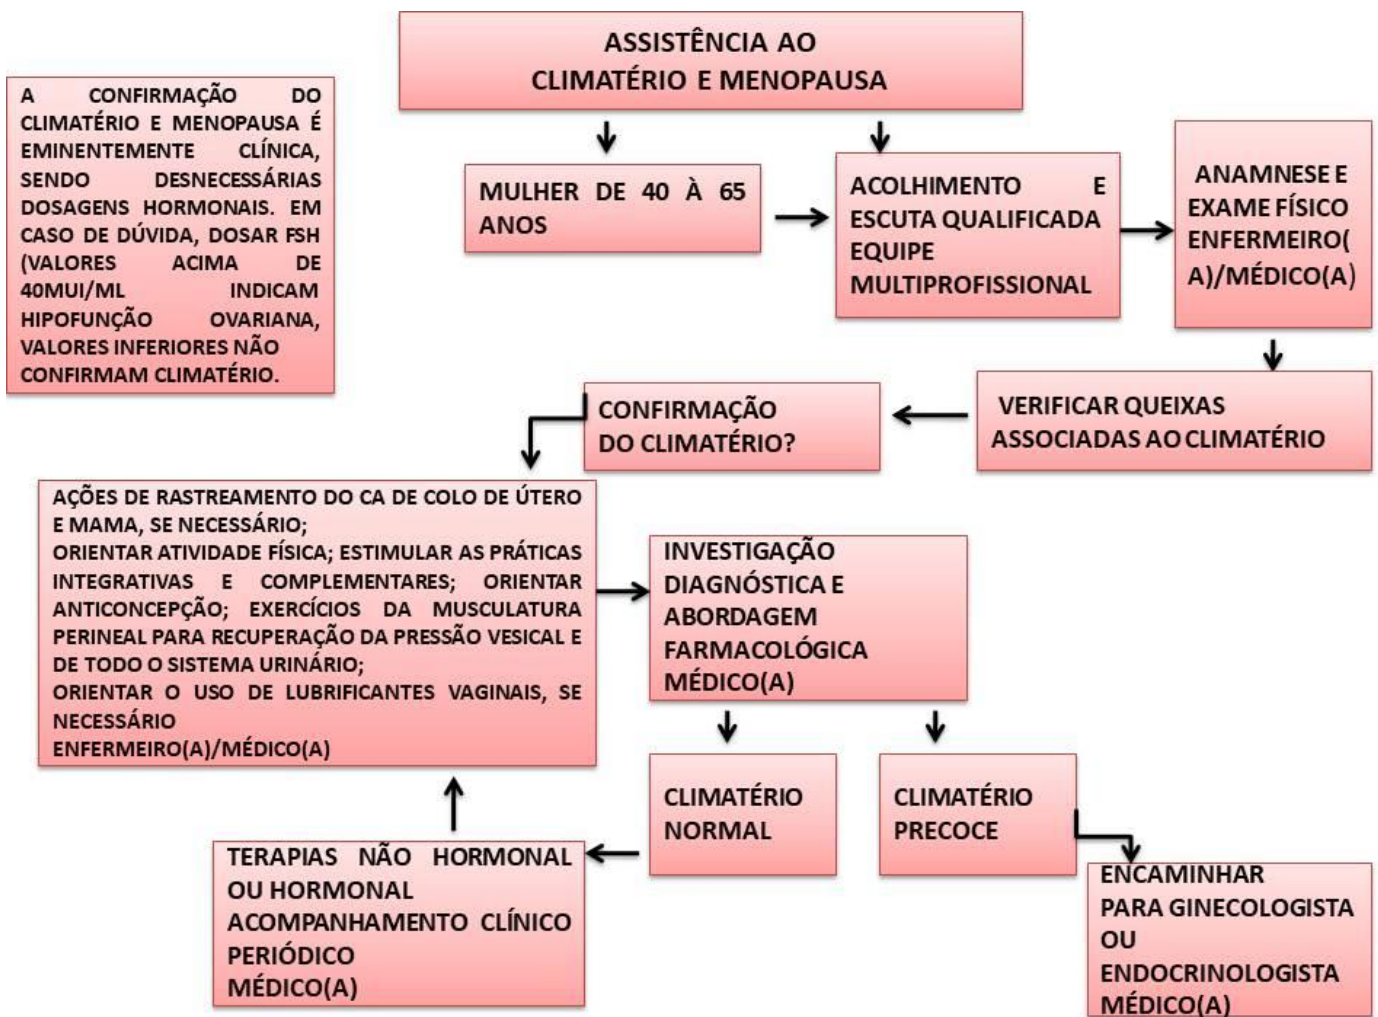 ASSISTÊNCIA AO
CLIMATÉRIO E MENOPAUSA
A CONFIRMAÇÃO DO
CLIMATÉRIO E MENOPAUSA É
EMINENTEMENTE CLÍNICA,
SENDO DESNECESSÁRIAS
DOSAGENS HORMONAIS. EM
CASO DE DÚVIDA, DOSAR FSH
(VALORES ACIMA DE
40MUI/ML INDICAM
HIPOFUNÇÃO OVARIANA,
VALORES INFERIORES NÃO
CONFIRMAM CLIMATÉRIO.
MULHER DE 40 À 65
ANOS
ACOLHIMENTO E
ESCUTA QUALIFICADA
EQUIPE
MULTIPROFISSIONAL
ANAMNESE E
EXAME FÍSICO
ENFERMEIRO(
A)/MÉDICO(A)
VERIFICAR QUEIXAS
ASSOCIADAS AO CLIMATÉRIO
CONFIRMAÇÃO
DO CLIMATÉRIO?
AÇÕES DE RASTREAMENTO DO CA DE COLO DE ÚTERO
E MAMA, SE NECESSÁRIO;
ORIENTAR ATIVIDADE FÍSICA; ESTIMULAR AS PRÁTICAS
INTEGRATIVAS E COMPLEMENTARES; ORIENTAR
ANTICONCEPÇÃO; EXERCÍCIOS DA MUSCULATURA
PERINEAL PARA RECUPERAÇÃO DA PRESSÃO VESICAL E
DE TODO O SISTEMA URINÁRIO;
ORIENTAR O USO DE LUBRIFICANTES VAGINAIS, SE
NECESSÁRIO
ENFERMEIRO(A)/MÉDICO(A)
INVESTIGAÇÃO
DIAGNÓSTICA E
ABORDAGEM
FARMACOLÓGICA
MÉDICO(A)
CLIMATÉRIO
NORMAL
CLIMATÉRIO
PRECOCE
TERAPIAS NÃO HORMONAL
OU HORMONAL
ACOMPANHAMENTO CLÍNICO
PERIÓDICO
MÉDICO(A)
ENCAMINHAR
PARA GINECOLOGISTA
OU
ENDOCRINOLOGISTA
MÉDICO(A)